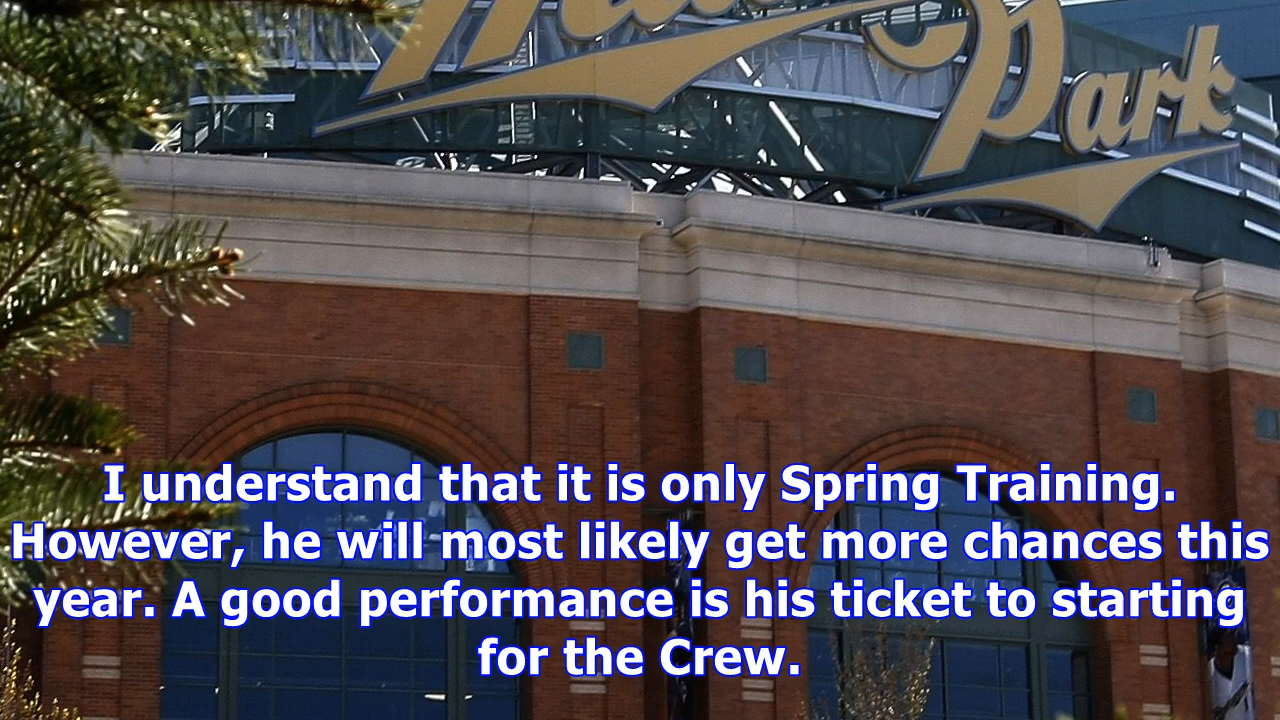 Park
I understand that it is only Spring Training.
However, he will most likely get more chances this
year. A good performance is his ticket to starting
for the Crew.